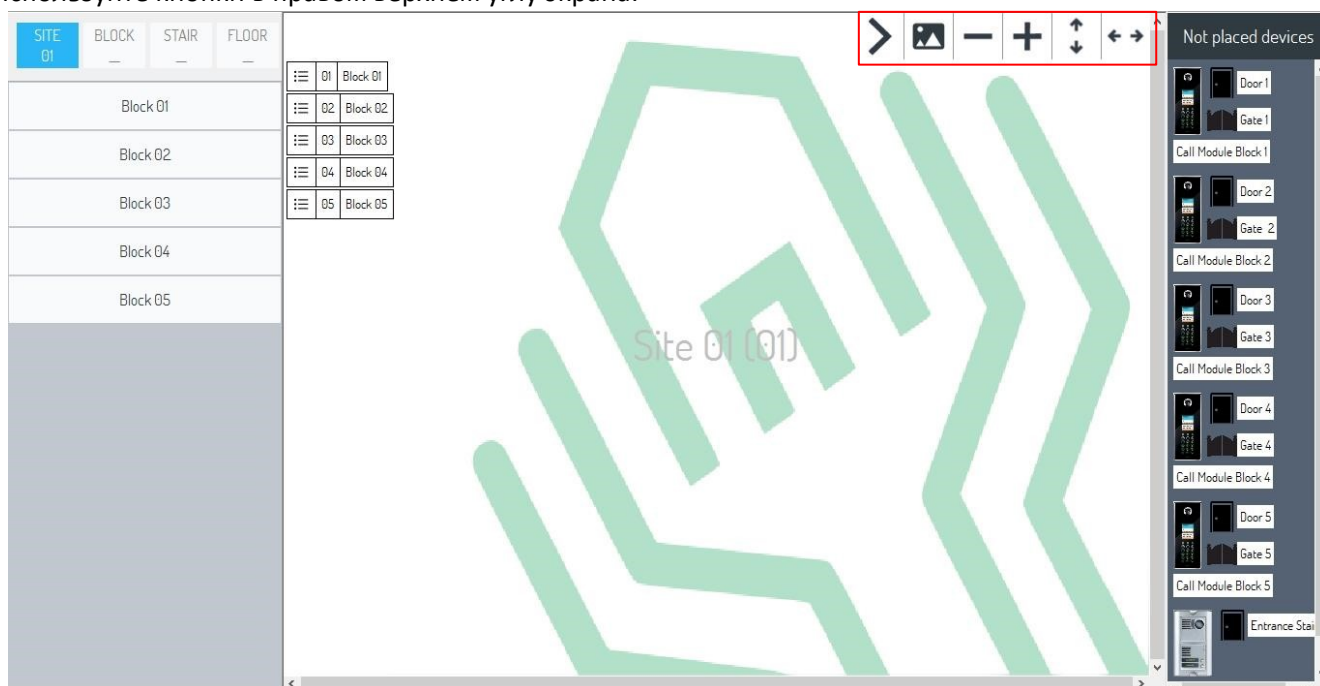 SITE BLOCK STAIR FLOOR
01 — — —
Block 01
Block 02
Block 03
Block 04
Block 05
01 Block 01
02 Block 02
03 Block 03
04 Block 04
05 Block 05
Site 01 (01)
Not placed devices
Door 1
Gate 1
Call Module Block 1
Door 2
Gate 2
Call Module Block 2
Door 3
Gate 3
Call Module Block 3
Door 4
Gate 4
Call Module Block 4
Door 5
Gate 5
Call Module Block 5
Entrance Stai